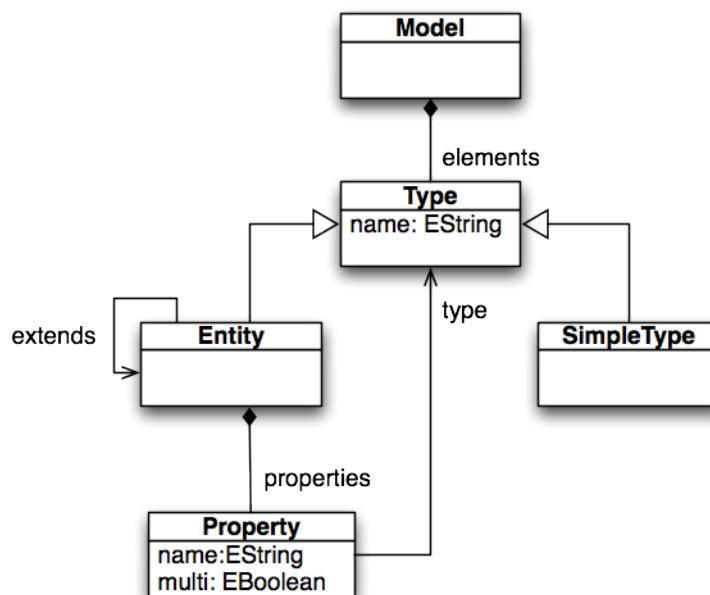 Model
elements
Type
name: EString
type
extends
Entity
SimpleType
properties
Property
name:EString
multi: EBoolean